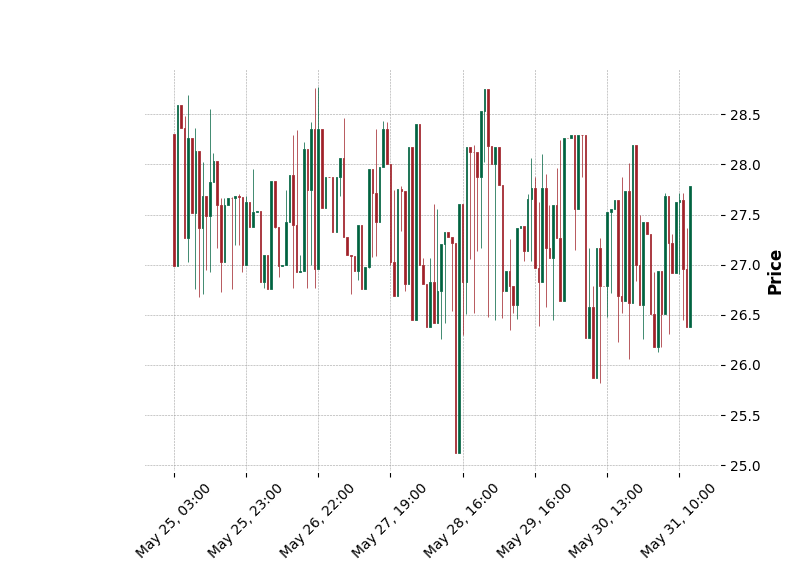 28.5
28.0
27.5
27.0
26.5
26.0
25.5
25.0
Price
May 25, 03:00
May 25, 23:00
May 26, 22:00
May 27, 19:00
May 28, 16:00
May 29, 16:00
May 30, 13:00
May 31, 10:00